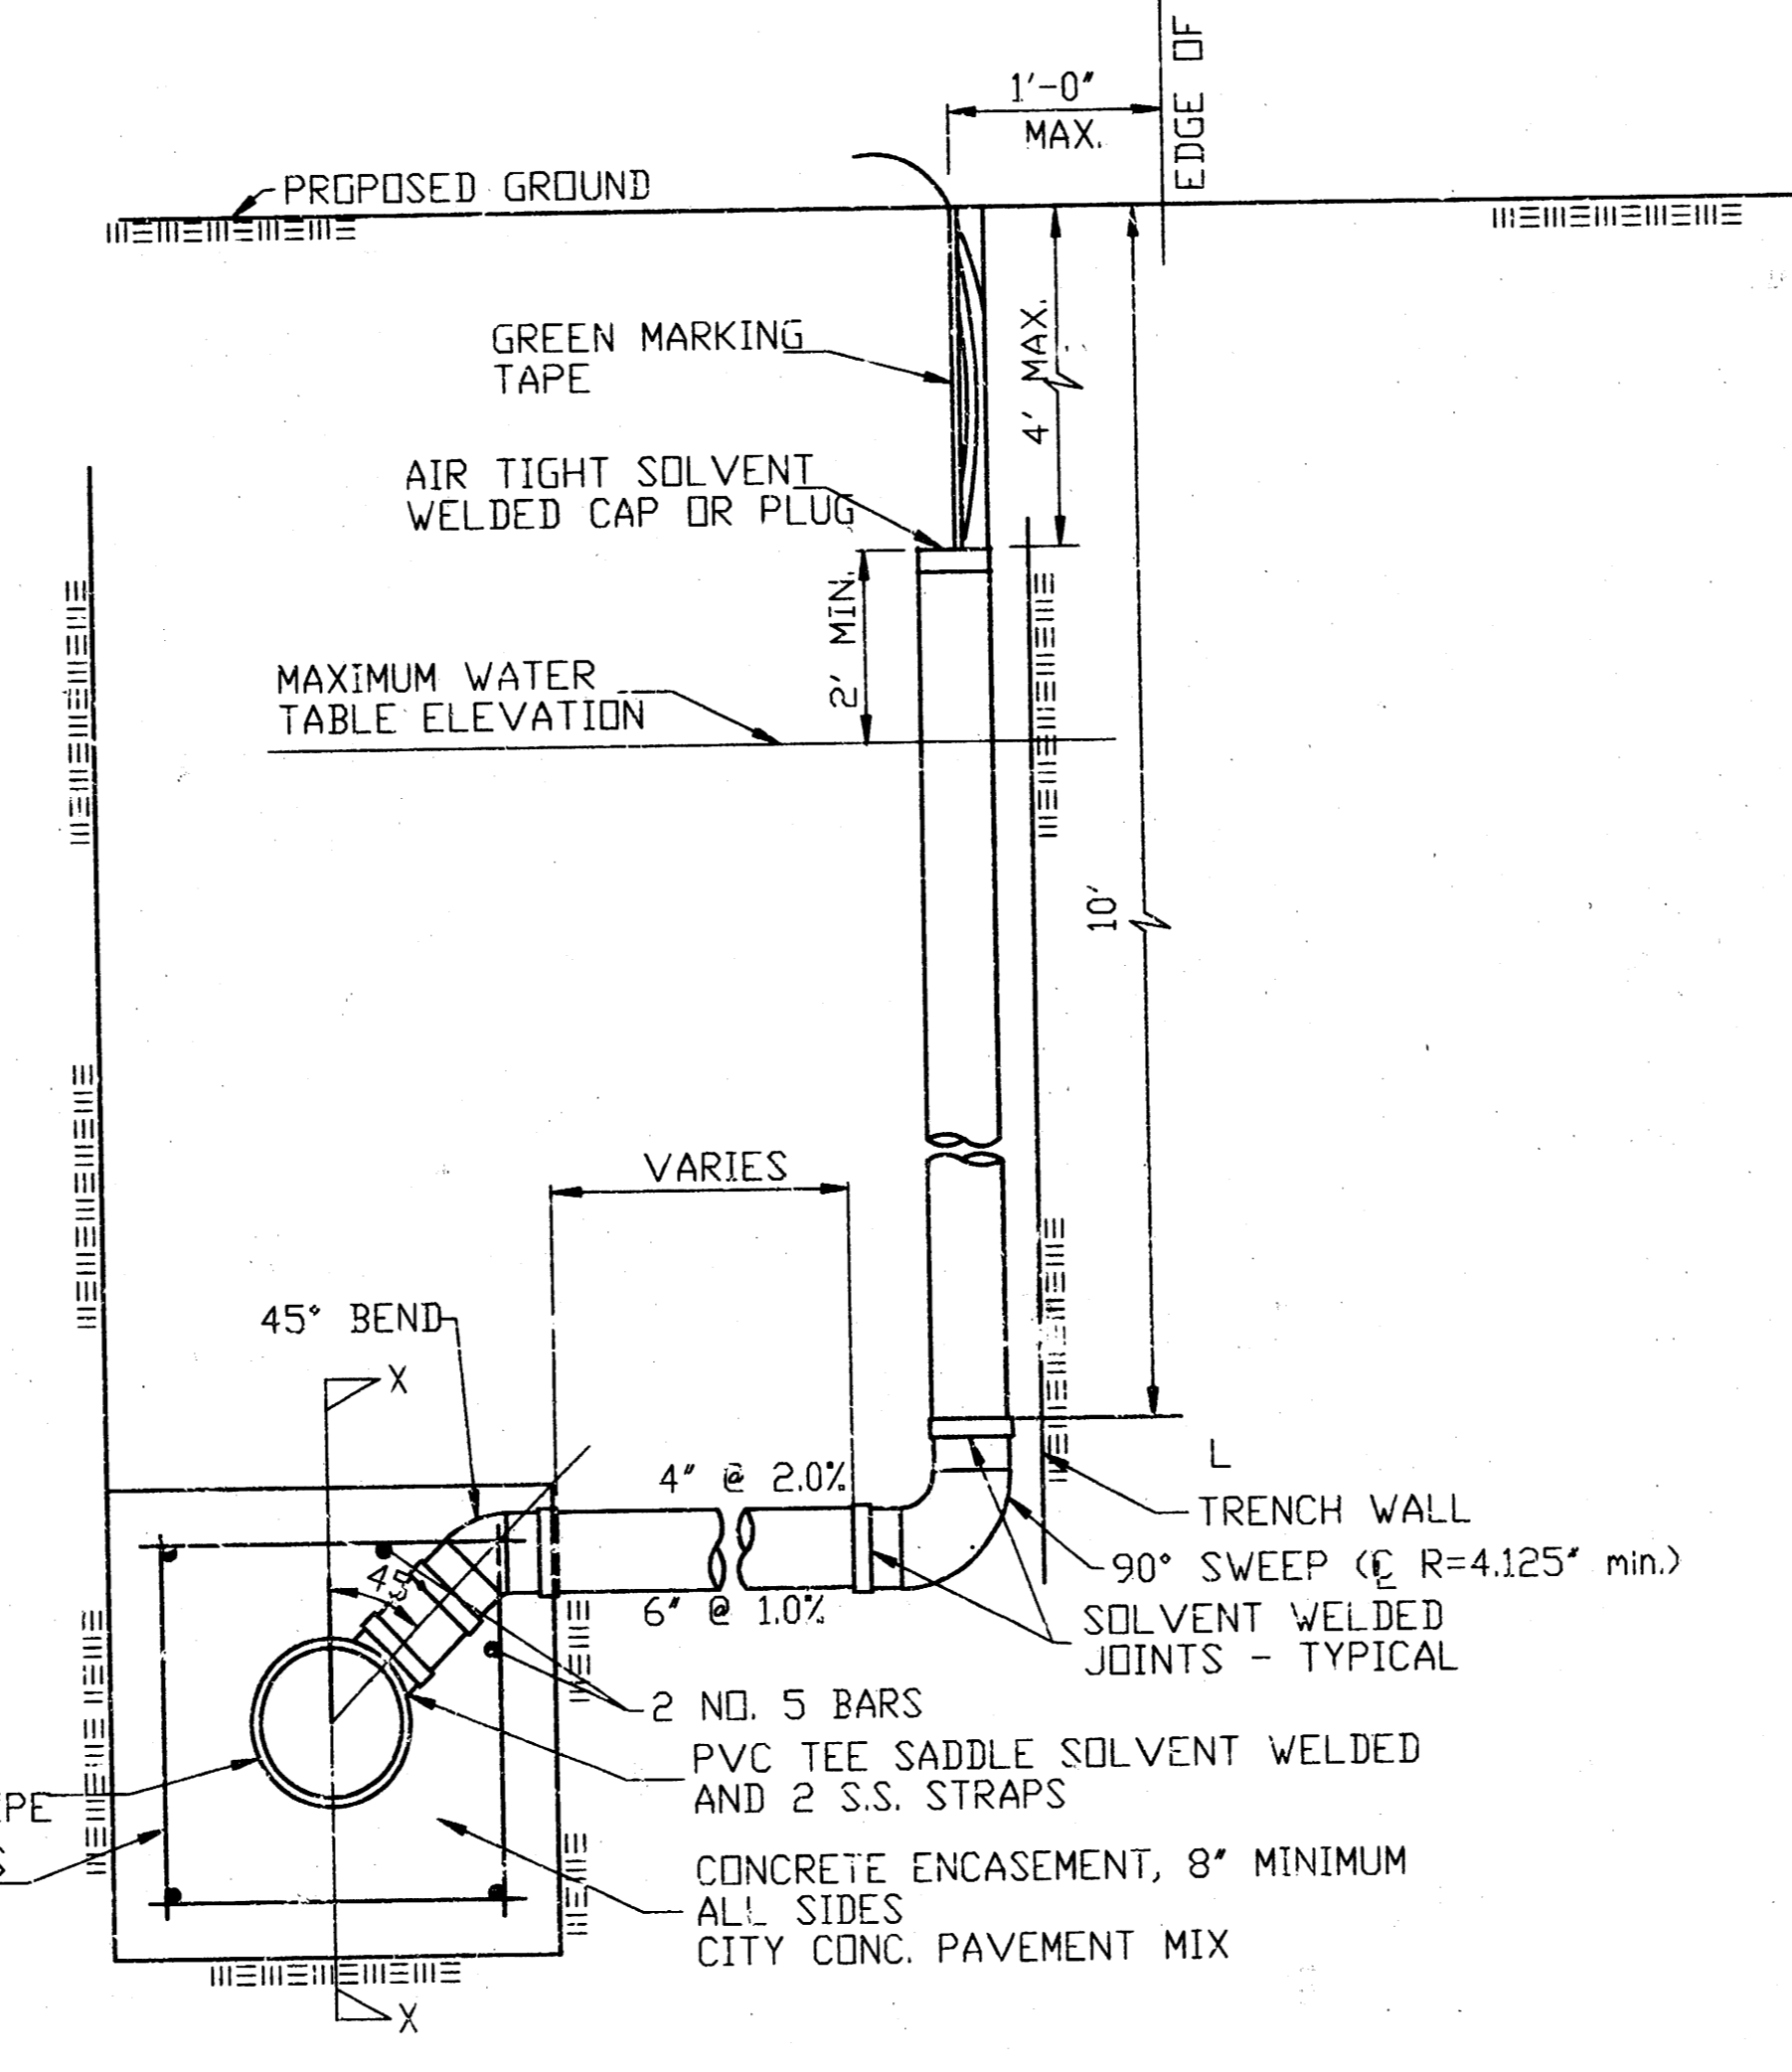 EDGE OF
1'-0"
MAX.
PROPOSED GROUND
GREEN MARKING
TAPE
4' MAX.
AIR TIGHT SOLVENT
WELDED CAP OR PLUG
2' MIN.
MAXIMUM WATER
TABLE ELEVATION
10'
VARIES
45° BEND
X
4" @ 2.0%
L
TRENCH WALL
90° SWEEP (℄ R=4.125" min.)
45
6" @ 1.0%
SOLVENT WELDED
JOINTS - TYPICAL
2 NO. 5 BARS
PVC TEE SADDLE SOLVENT WELDED
AND 2 S.S. STRAPS
CONCRETE ENCASEMENT, 8" MINIMUM
ALL SIDES
CITY CONC. PAVEMENT MIX
X